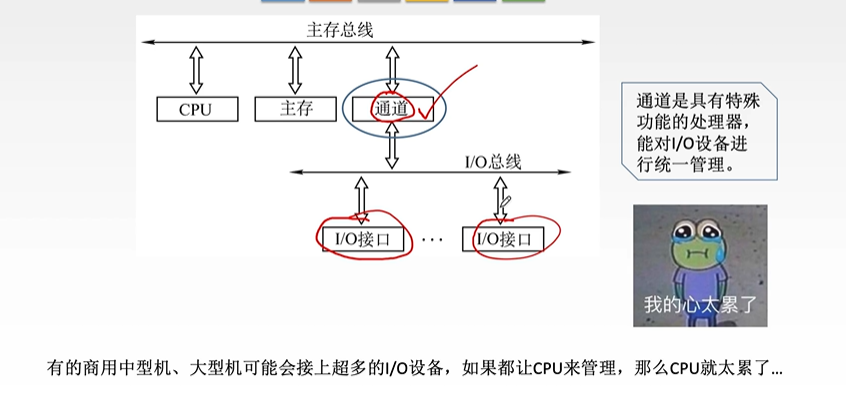 主存总线
CPU
主存
通道
通道是具有特殊
功能的处理器，
能对I/O设备进
行统一管理。
I/O总线
I/O接口
···
I/O接口
我的心太累了
有的商用中型机、大型机可能会接上超多的I/O设备，如果都让CPU来管理，那么CPU就太累了...